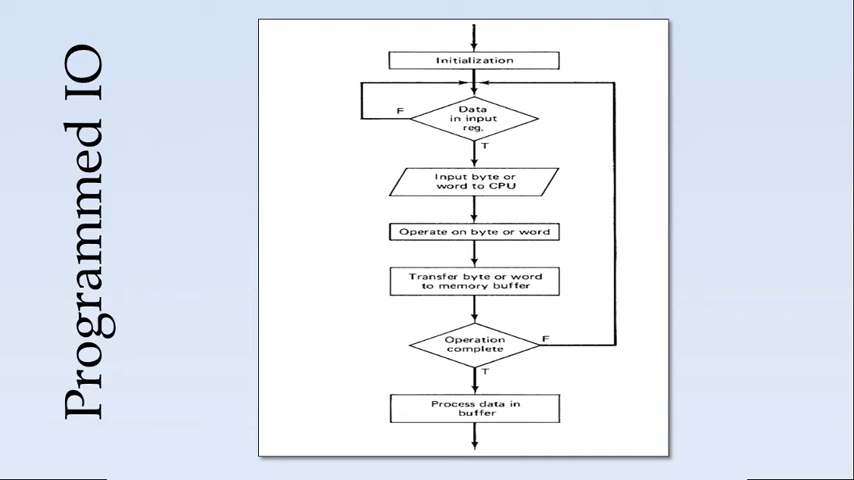 Programmed IO
Initialization
Data
in input
reg.
F
T
Input byte or
word to CPU
Operate on byte or word
Transfer byte or word
to memory buffer
Operation
complete
F
T
Process data in
buffer